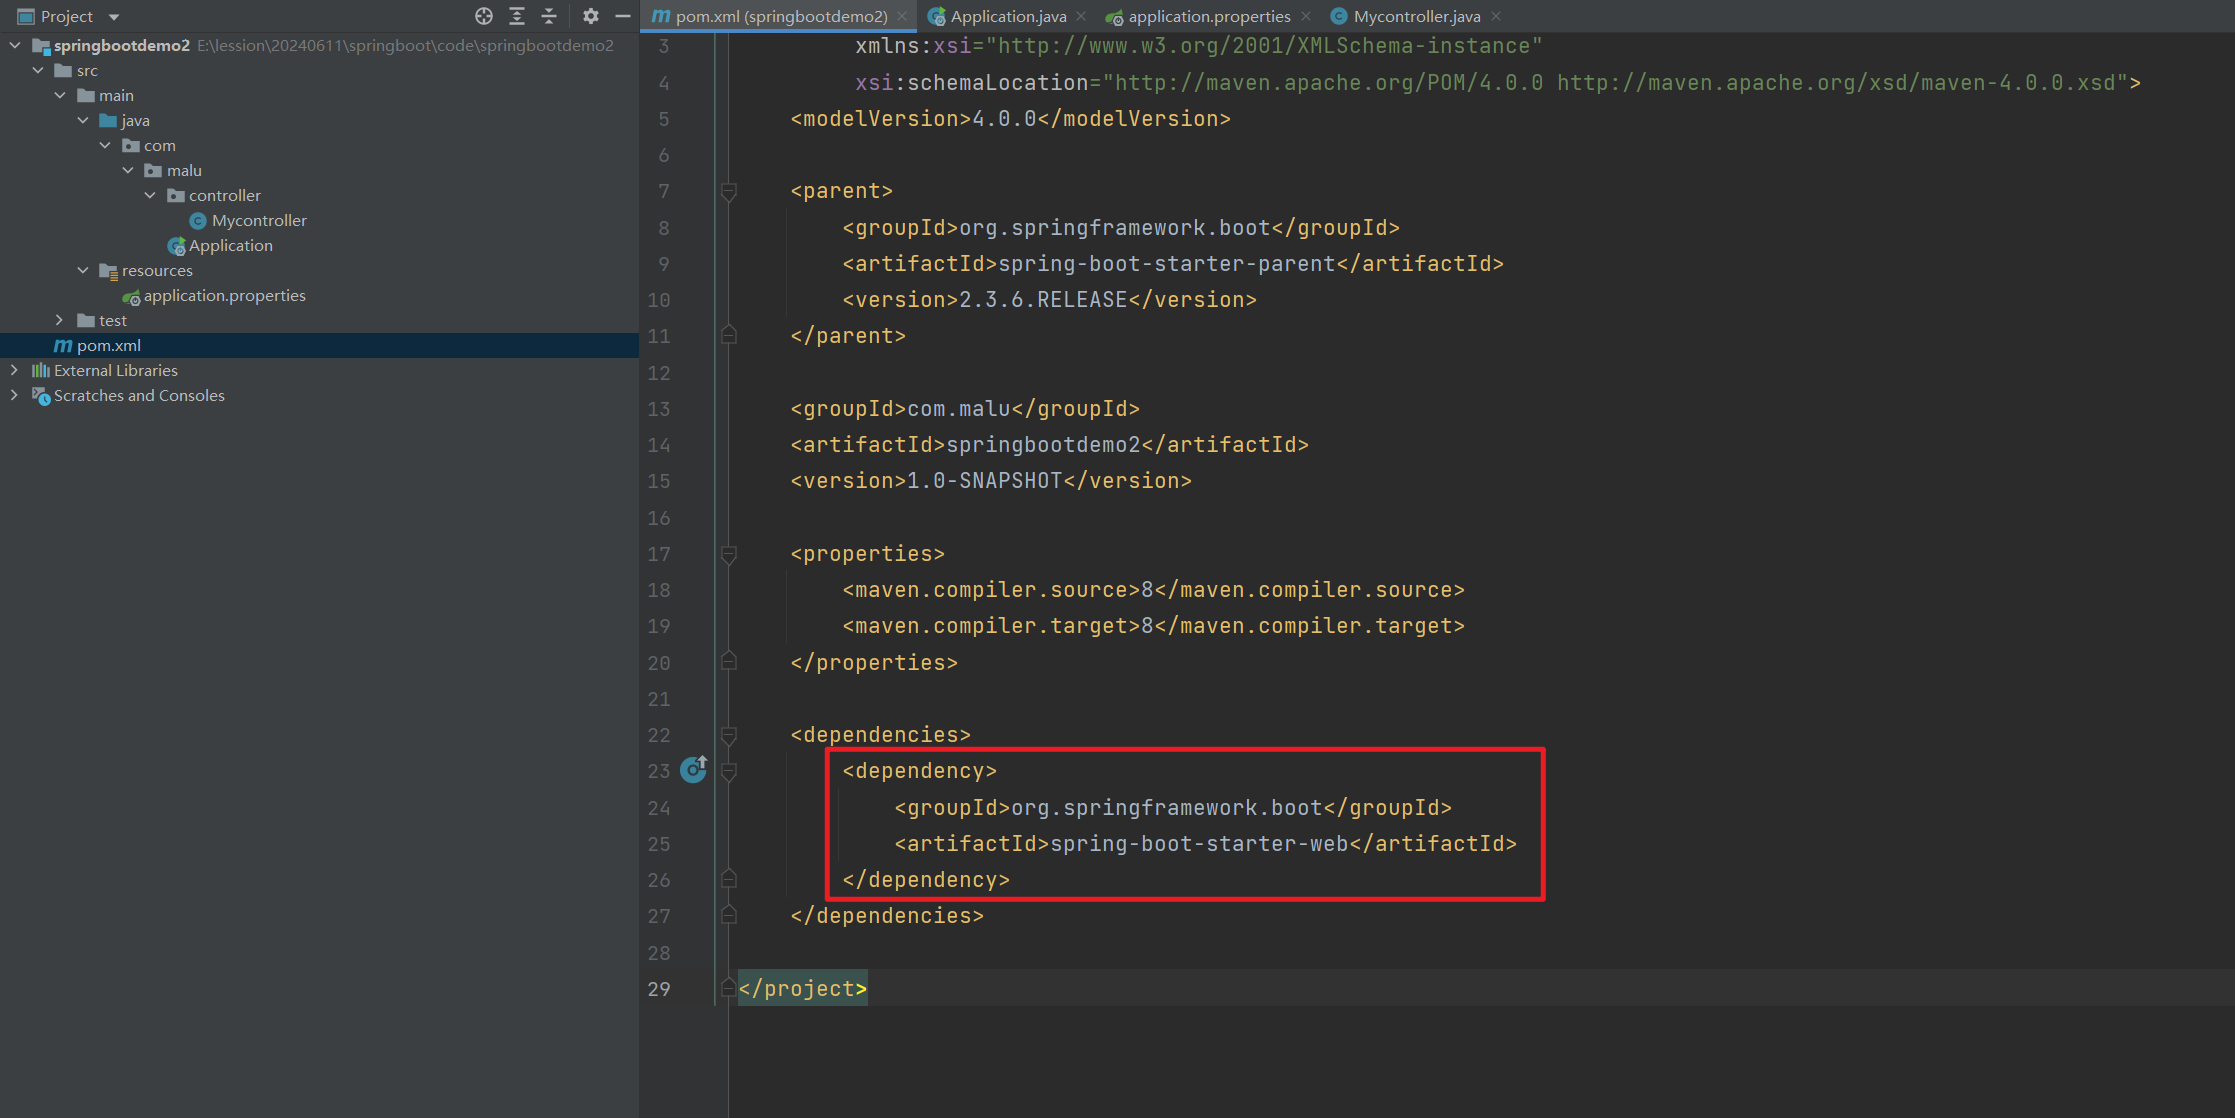 Project
springbootdemo2 E:\lession\20240611\springboot\code\springbootdemo2
src
main
java
com
malu
controller
Mycontroller
Application
resources
application.properties
test
pom.xml
External Libraries
Scratches and Consoles
pom.xml (springbootdemo2) Application.java application.properties Mycontroller.java
3 xmlns:xsi="http://www.w3.org/2001/XMLSchema-instance"
4 xsi:schemaLocation="http://maven.apache.org/POM/4.0.0 http://maven.apache.org/xsd/maven-4.0.0.xsd">
5 <modelVersion>4.0.0</modelVersion>
6
7 <parent>
8 <groupId>org.springframework.boot</groupId>
9 <artifactId>spring-boot-starter-parent</artifactId>
10 <version>2.3.6.RELEASE</version>
11 </parent>
12
13 <groupId>com.malu</groupId>
14 <artifactId>springbootdemo2</artifactId>
15 <version>1.0-SNAPSHOT</version>
16
17 <properties>
18 <maven.compiler.source>8</maven.compiler.source>
19 <maven.compiler.target>8</maven.compiler.target>
20 </properties>
21
22 <dependencies>
23 <dependency>
24 <groupId>org.springframework.boot</groupId>
25 <artifactId>spring-boot-starter-web</artifactId>
26 </dependency>
27 </dependencies>
28
29 </project>